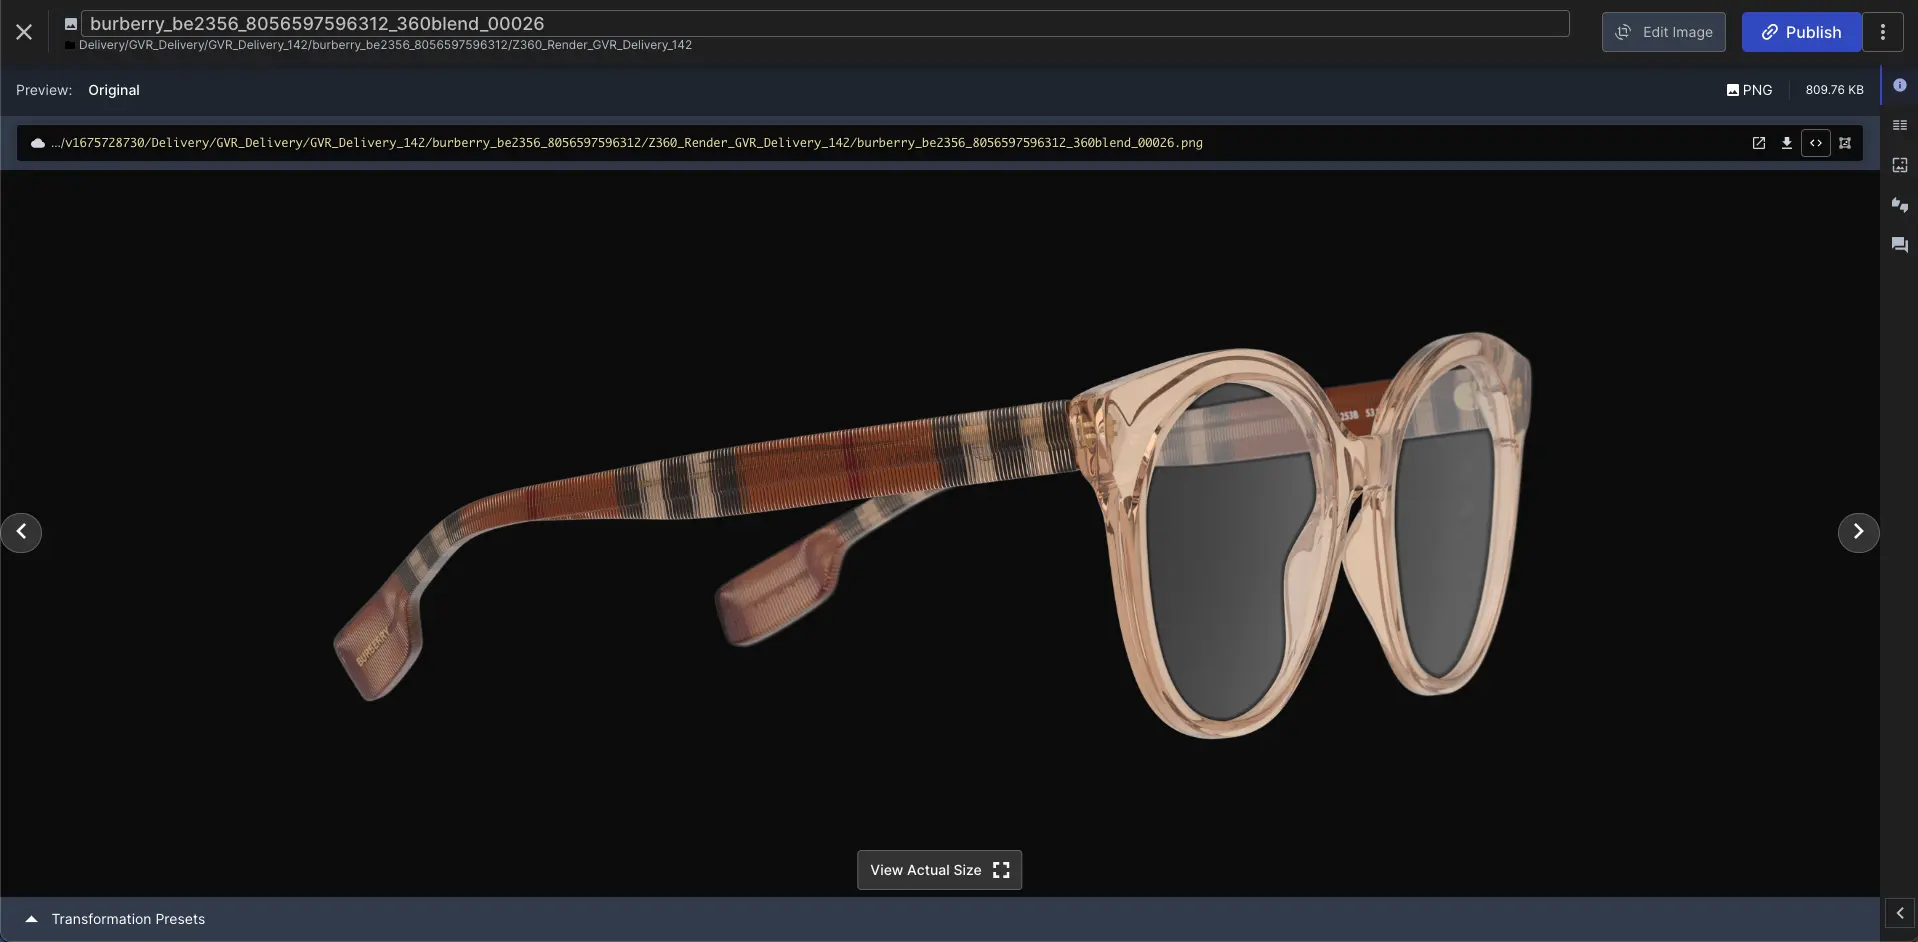 burberry_be2356_8056597596312_360blend_00026
Delivery/GVR_Delivery/GVR_Delivery_142/burberry_be2356_8056597596312/Z360_Render_GVR_Delivery_142
Edit Image
Publish
Preview: Original
PNG
809.76 KB
.../v1675728730/Delivery/GVR_Delivery/GVR_Delivery_142/burberry_be2356_8056597596312/Z360_Render_GVR_Delivery_142/burberry_be2356_8056597596312_360blend_00026.png
BURBERRY
View Actual Size
Transformation Presets